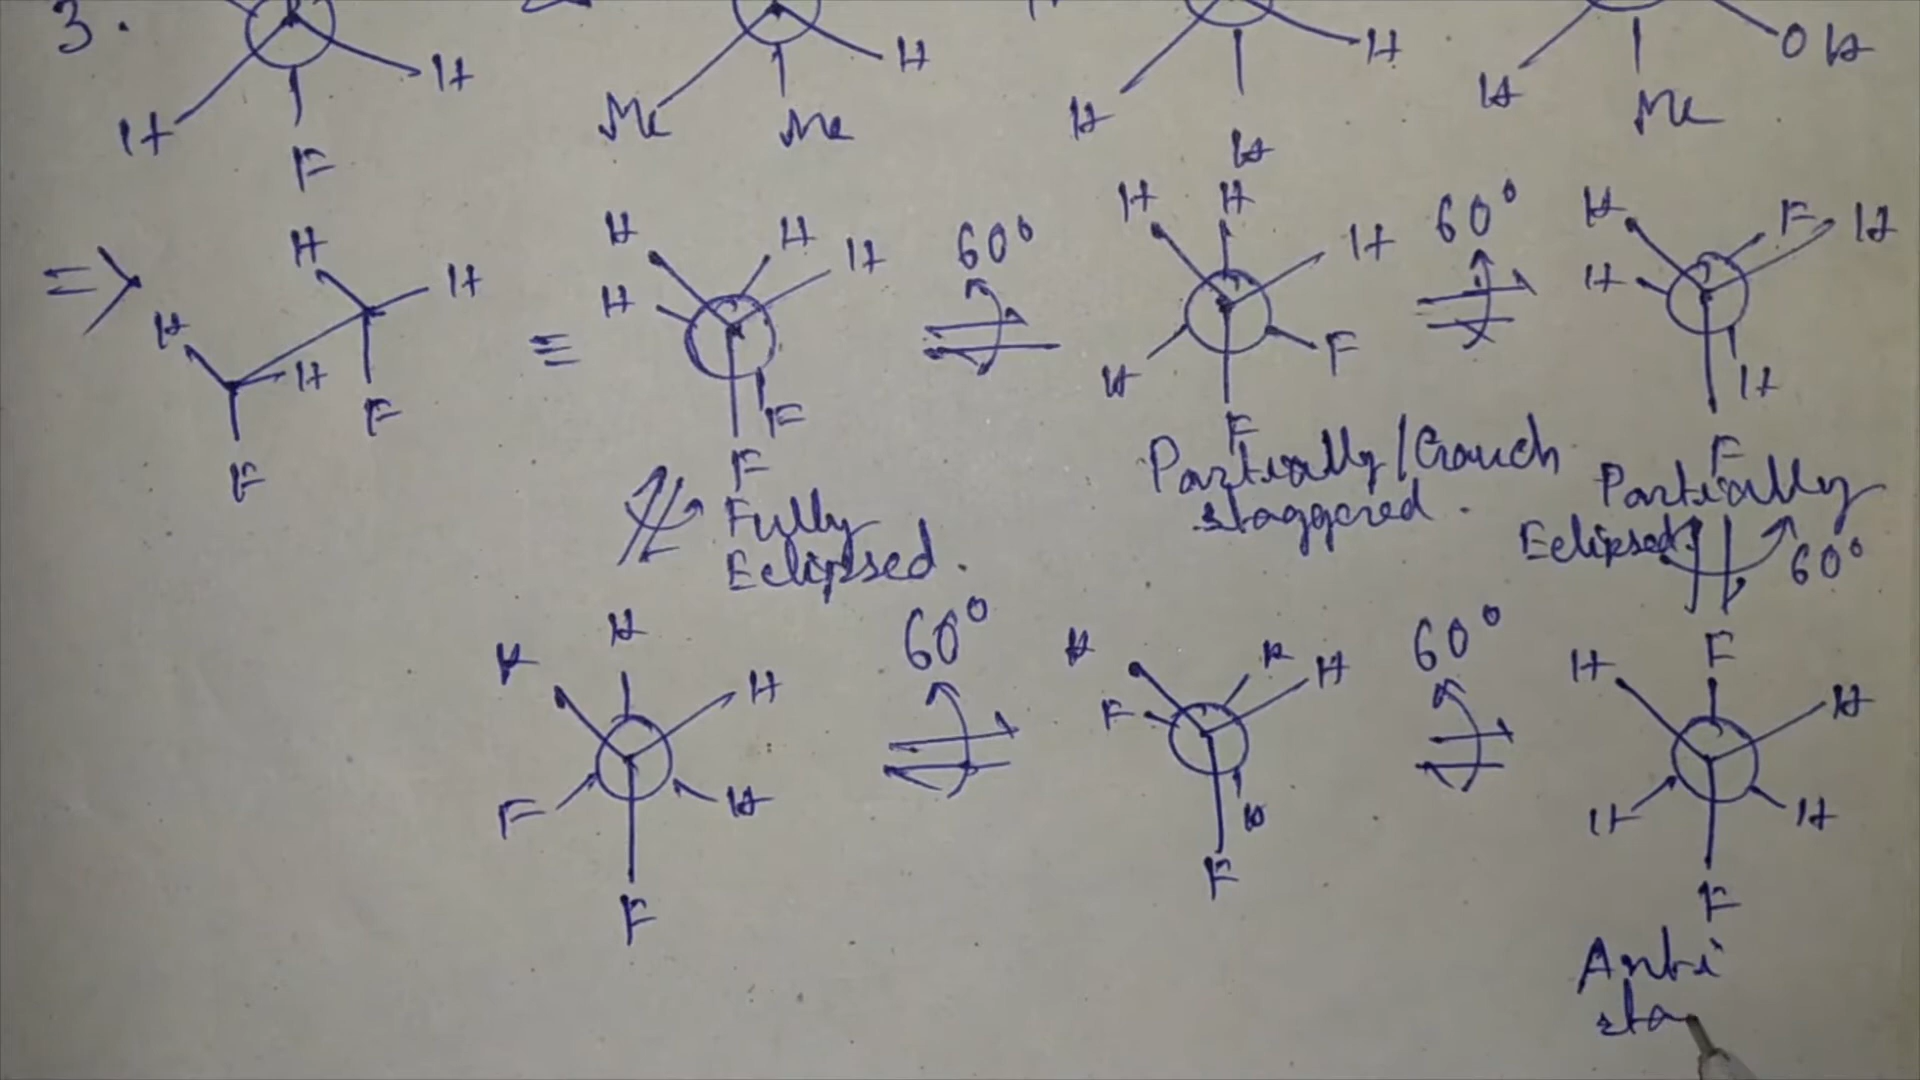 3.
H
H
F
Me
Me
H
H
H
H
H
Me
OH
⇒
H
H
H
H
F
F
≡
H
H
H
H
F
F
Fully
Eclipsed.
60°
H
H
H
H
F
F
Partially/Gauch
staggered.
60°
H
F
H
H
H
F
Partially
Eclipsed.
60°
H
H
H
F
H
F
60°
H
H
H
F
H
F
60°
F
H
H
H
H
F
Anti
sta